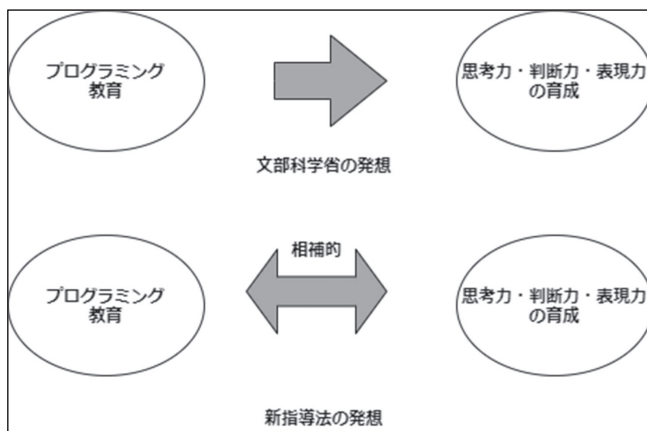 プログラミング
教育
思考力・判断力・表現力
の育成
文部科学省の発想
相補的
プログラミング
教育
思考力・判断力・表現力
の育成
新指導法の発想